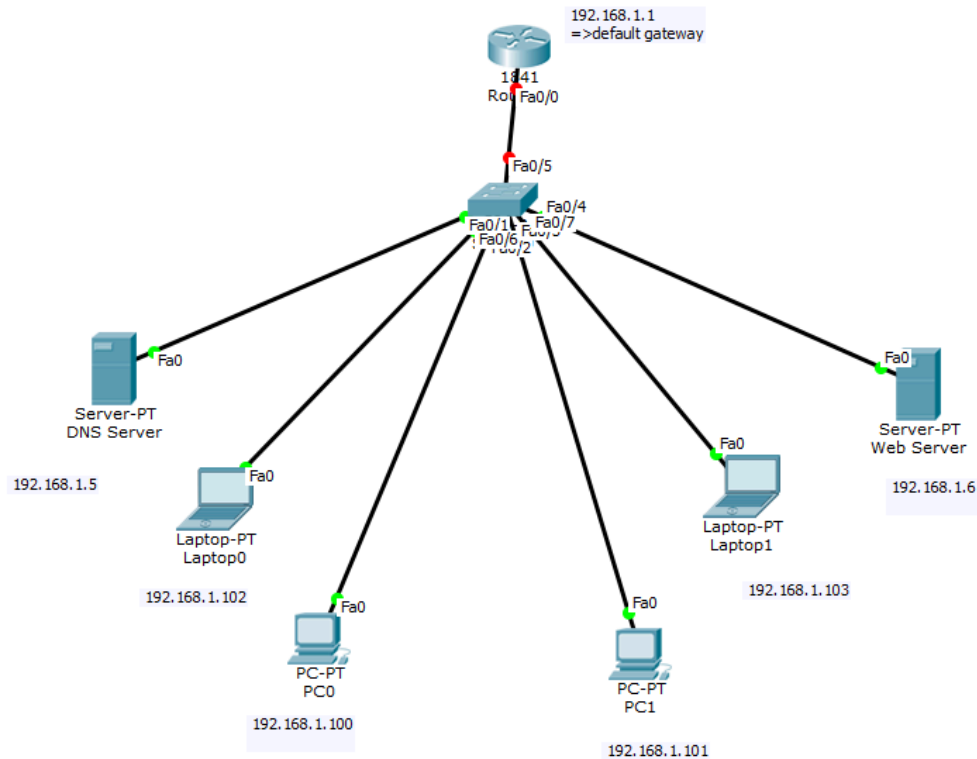 192.168.1.1
=>default gateway
1841
Fa0/0
Fa0/5
Fa0/4
Fa0/1
Fa0/7
Fa0/6
Fa0/2
Fa0
Server-PT
DNS Server
192.168.1.5
Fa0
Laptop-PT
Laptop0
192.168.1.102
Fa0
PC-PT
PC0
192.168.1.100
Fa0
PC-PT
PC1
192.168.1.101
Fa0
Laptop-PT
Laptop1
192.168.1.103
Fa0
Server-PT
Web Server
192.168.1.6